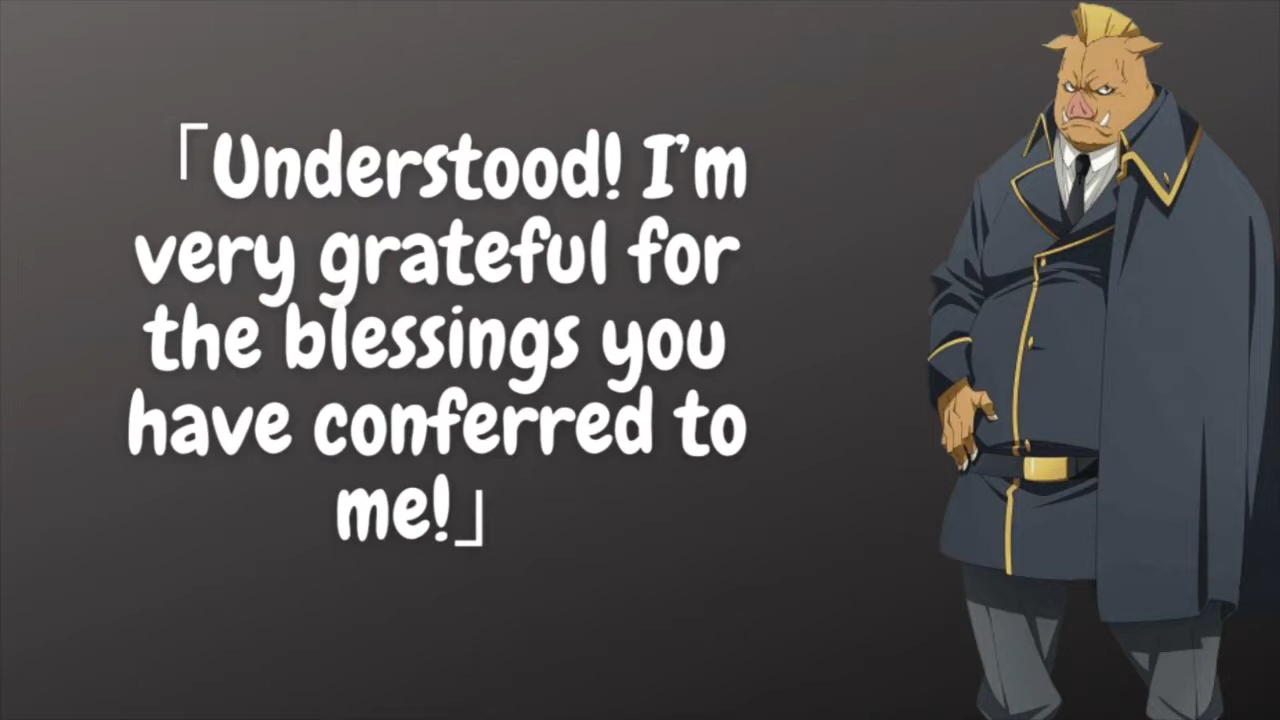 「Understood! I’m
very grateful for
the blessings you
have conferred to
me!」